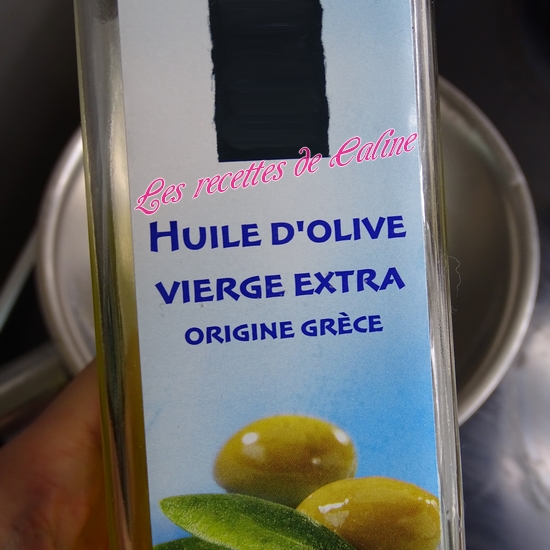 Les recettes de Caline
HUILE D'OLIVE
VIERGE EXTRA
ORIGINE GRÈCE